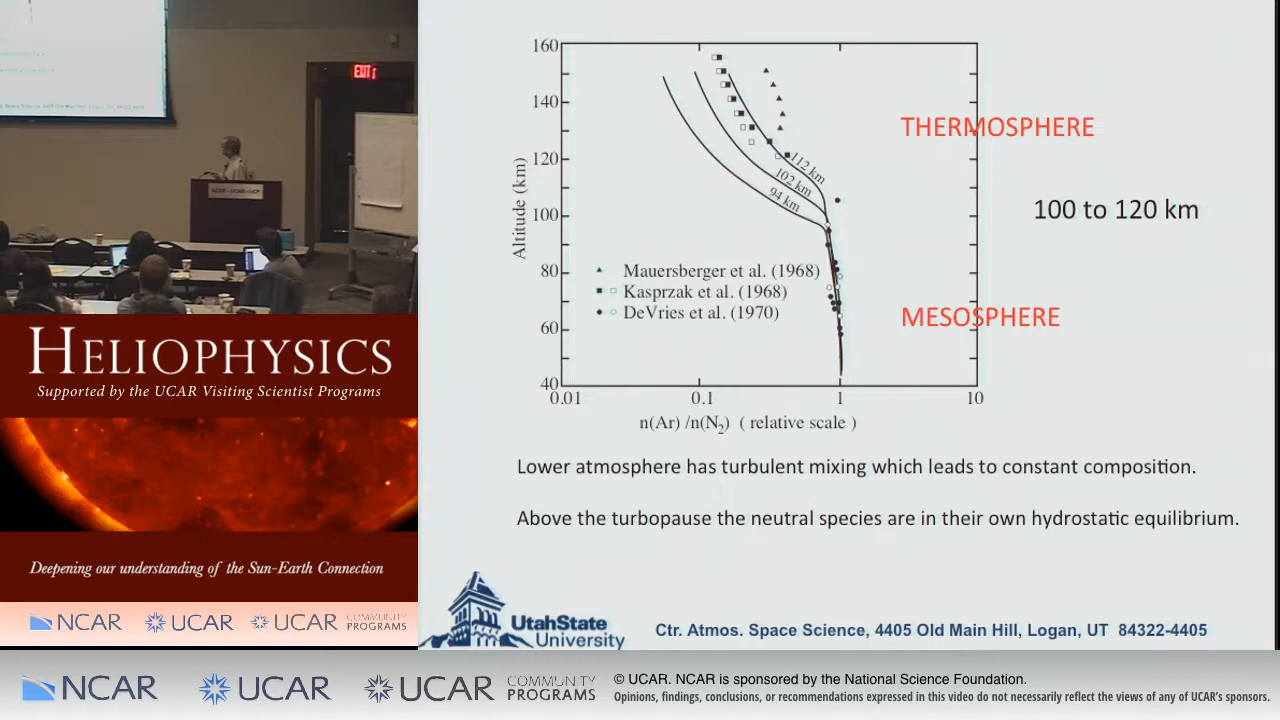 EXIT
NCAR-UCAR-UCP
HELIOPHYSICS
Supported by the UCAR Visiting Scientist Programs
Deepening our understanding of the Sun-Earth Connection
NCAR UCAR UCAR COMMUNITY PROGRAMS
160
140
120
100
80
60
40
Altitude (km)
112 km
102 km
94 km
Mauersberger et al. (1968)
Kasprzak et al. (1968)
DeVries et al. (1970)
0.01 0.1 1 10
n(Ar) /n(N2) ( relative scale )
THERMOSPHERE
100 to 120 km
MESOSPHERE
Lower atmosphere has turbulent mixing which leads to constant composition.
Above the turbopause the neutral species are in their own hydrostatic equilibrium.
UtahState
University
Ctr. Atmos. Space Science, 4405 Old Main Hill, Logan, UT 84322-4405
NCAR UCAR UCAR COMMUNITY PROGRAMS
© UCAR. NCAR is sponsored by the National Science Foundation.
Opinions, findings, conclusions, or recommendations expressed in this video do not necessarily reflect the views of any of UCAR's sponsors.